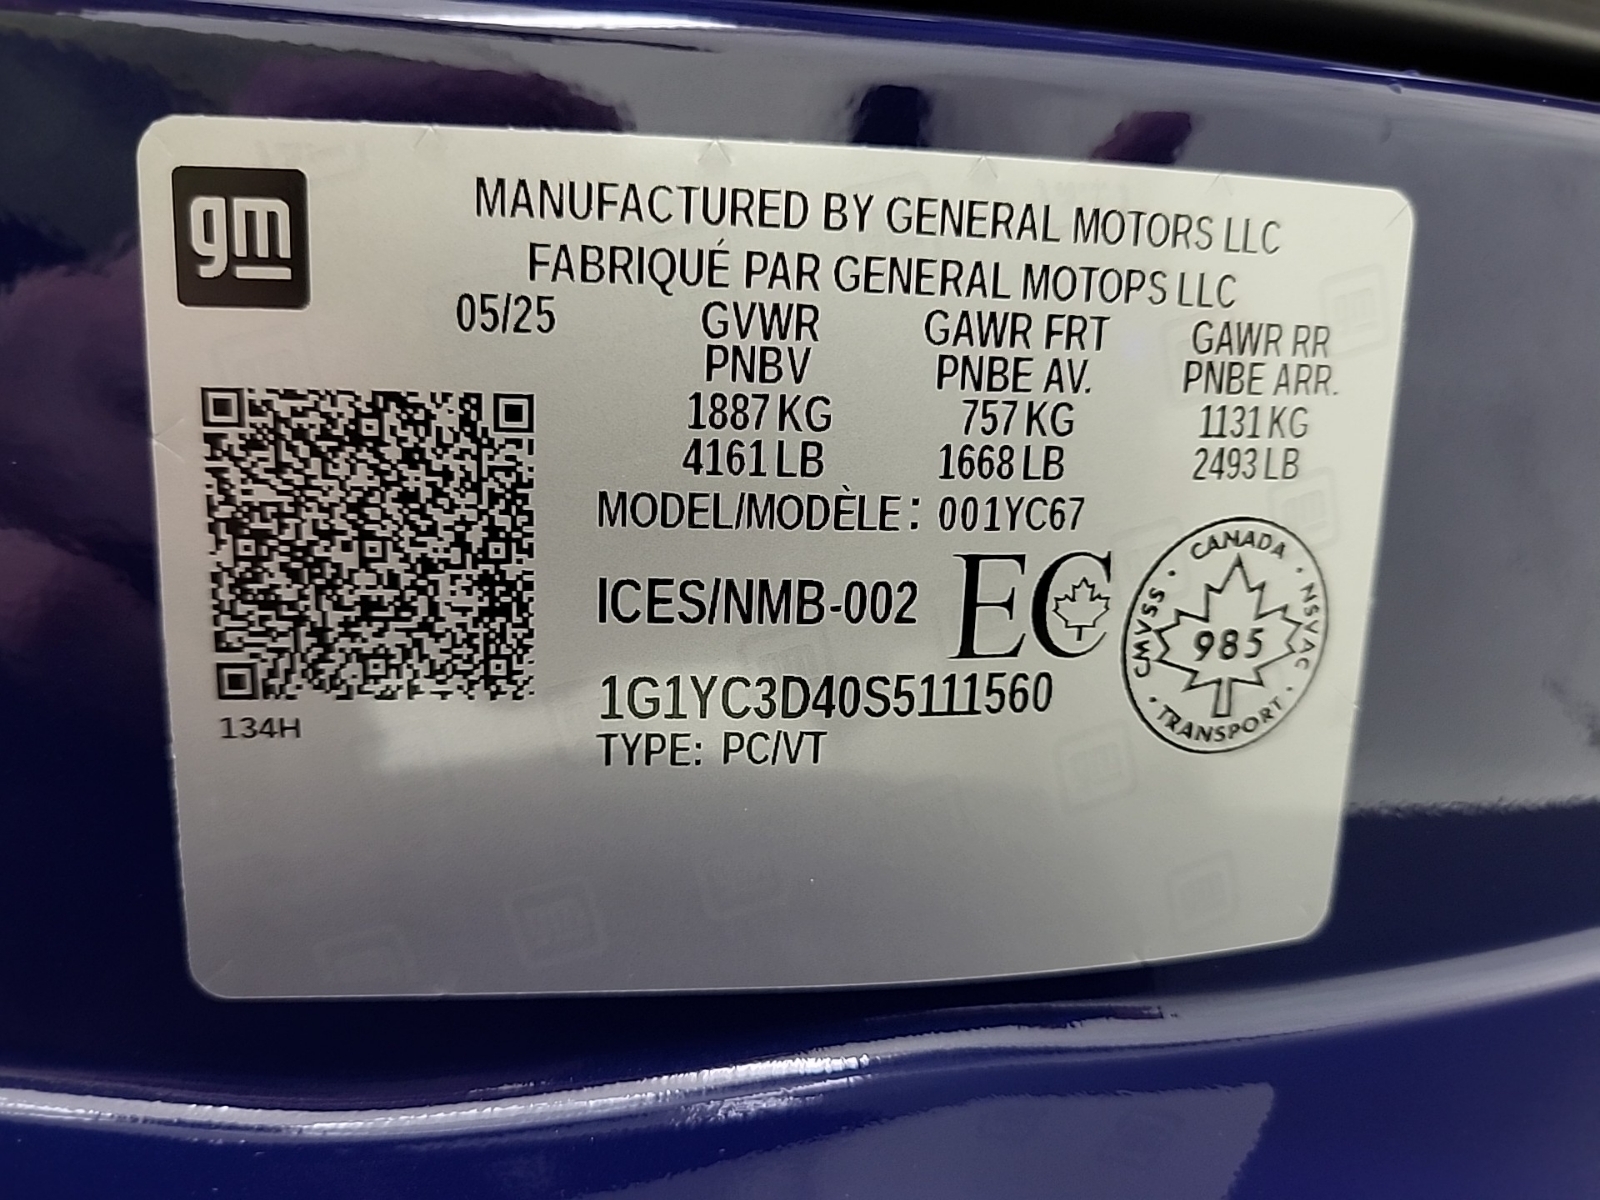 gm
MANUFACTURED BY GENERAL MOTORS LLC
FABRIQUÉ PAR GENERAL MOTOPS LLC
05/25
GVWR GAWR FRT GAWR RR
PNBV PNBE AV. PNBE ARR.
1887 KG 757 KG 1131 KG
4161 LB 1668 LB 2493 LB
MODEL/MODÈLE: 001YC67
ICES/NMB-002 EC
CANADA · NSVAC · TRANSPORT · CMVSS ·
985
1G1YC3D40S5111560
134H
TYPE: PC/VT